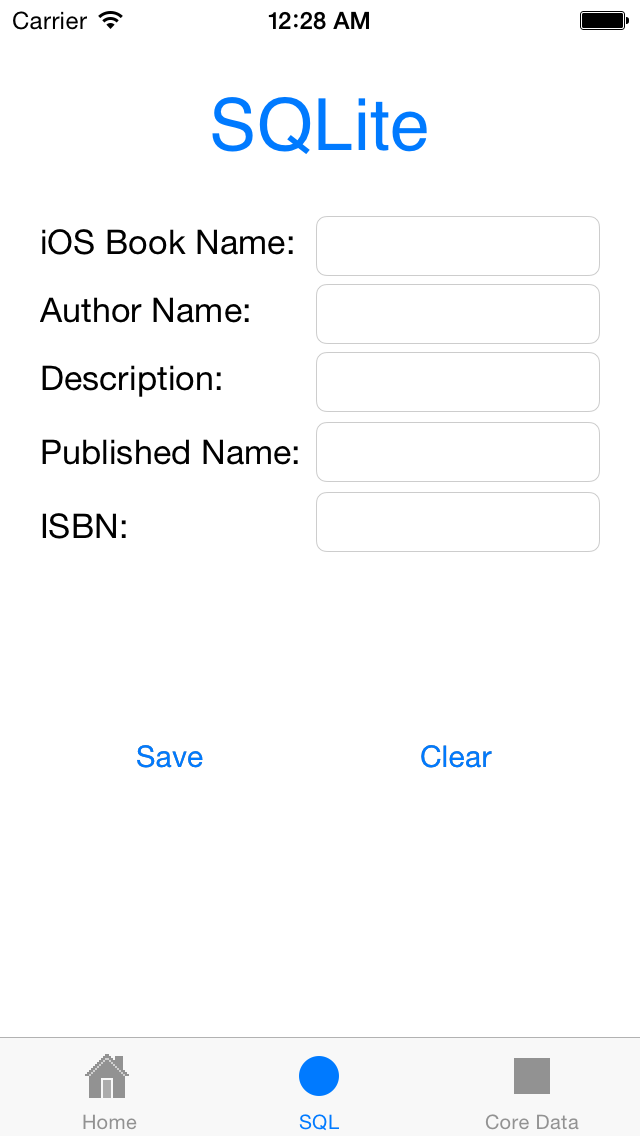 Carrier 12:28 AM
SQLite
iOS Book Name:
Author Name:
Description:
Published Name:
ISBN:
Save Clear
Home SQL Core Data